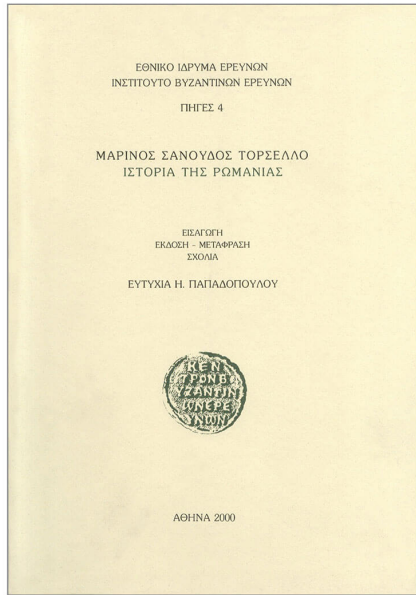 ΕΘΝΙΚΟ ΙΔΡΥΜΑ ΕΡΕΥΝΩΝ
ΙΝΣΤΙΤΟΥΤΟ ΒΥΖΑΝΤΙΝΩΝ ΕΡΕΥΝΩΝ
ΠΗΓΕΣ 4
ΜΑΡΙΝΟΣ ΣΑΝΟΥΔΟΣ ΤΟΡΣΕΛΛΟ
ΙΣΤΟΡΙΑ ΤΗΣ ΡΩΜΑΝΙΑΣ
ΕΙΣΑΓΩΓΗ
ΕΚΔΟΣΗ – ΜΕΤΑΦΡΑΣΗ
ΣΧΟΛΙΑ
ΕΥΤΥΧΙΑ Η. ΠΑΠΑΔΟΠΟΥΛΟΥ
ΚΕΝ
ΤΡΟΝΒ
ΥΖΑΝΤΙΝ
ΩΝΕΡΕ
ΥΝΩΝ
ΑΘΗΝΑ 2000